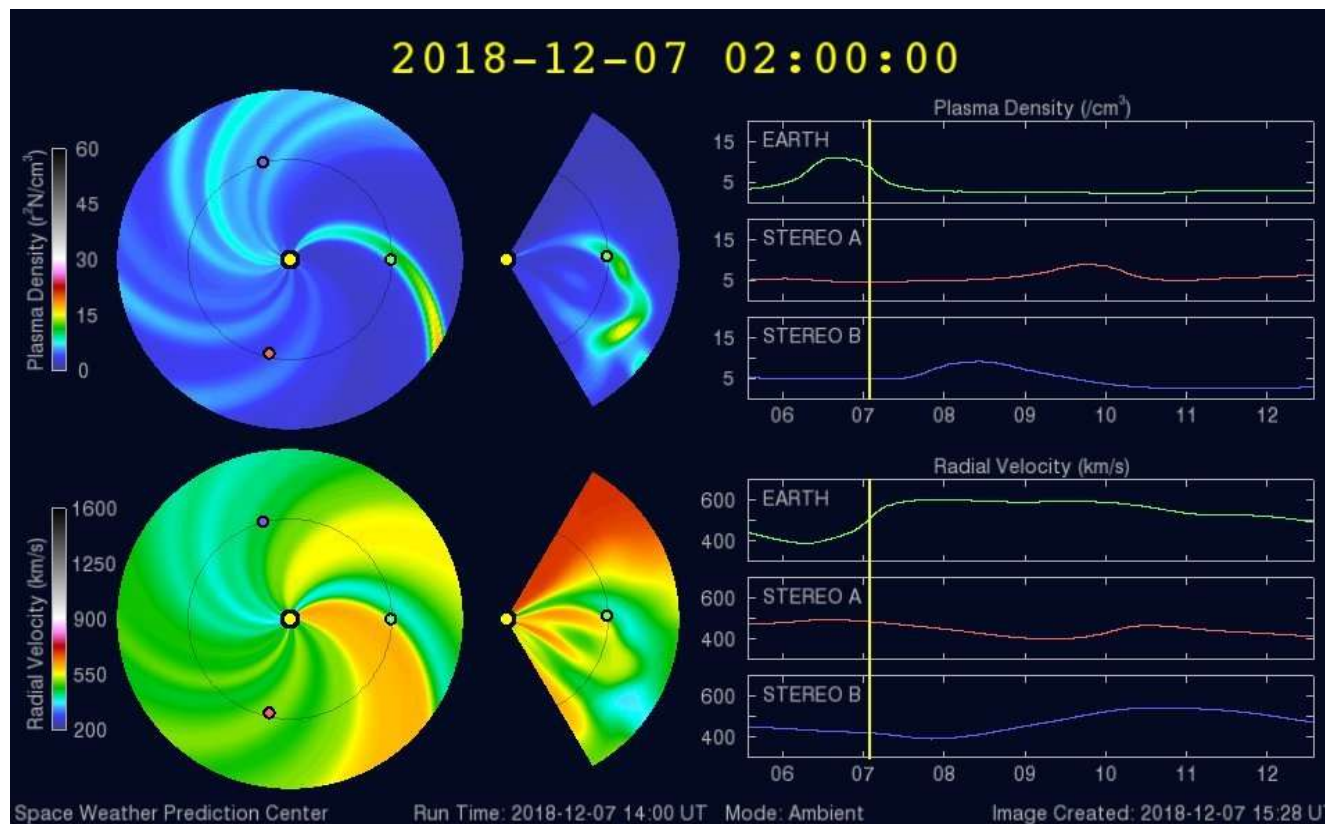 2018-12-07 02:00:00
Plasma Density (r²N/cm³)
60
45
30
15
0
Plasma Density (/cm³)
EARTH
15
5
STEREO A
15
5
STEREO B
15
5
06 07 08 09 10 11 12
Radial Velocity (km/s)
1600
1250
900
550
200
Radial Velocity (km/s)
EARTH
600
400
STEREO A
600
400
STEREO B
600
400
06 07 08 09 10 11 12
Space Weather Prediction Center Run Time: 2018-12-07 14:00 UT Mode: Ambient Image Created: 2018-12-07 15:28 U